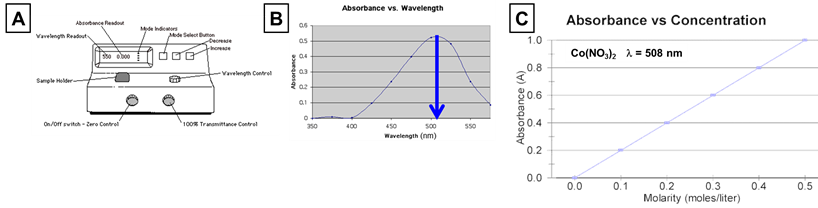 A
Absorbance Readout
Mode Indicators
Mode Select Button
Decrease
Increase
Wavelength Readout
550 0.000
Sample Holder
Wavelength Control
On/Off switch - Zero Control
100% Transmittance Control
B
Absorbance vs. Wavelength
Absorbance
0,6
0,5
0,4
0,3
0,2
0,1
0
350 400 450 500 550
Wavelength (nm)
C
Absorbance vs Concentration
Co(NO₃)₂ λ = 508 nm
Absorbance (A)
1.0
0.8
0.6
0.4
0.2
0.0
0.0 0.1 0.2 0.3 0.4 0.5
Molarity (moles/liter)